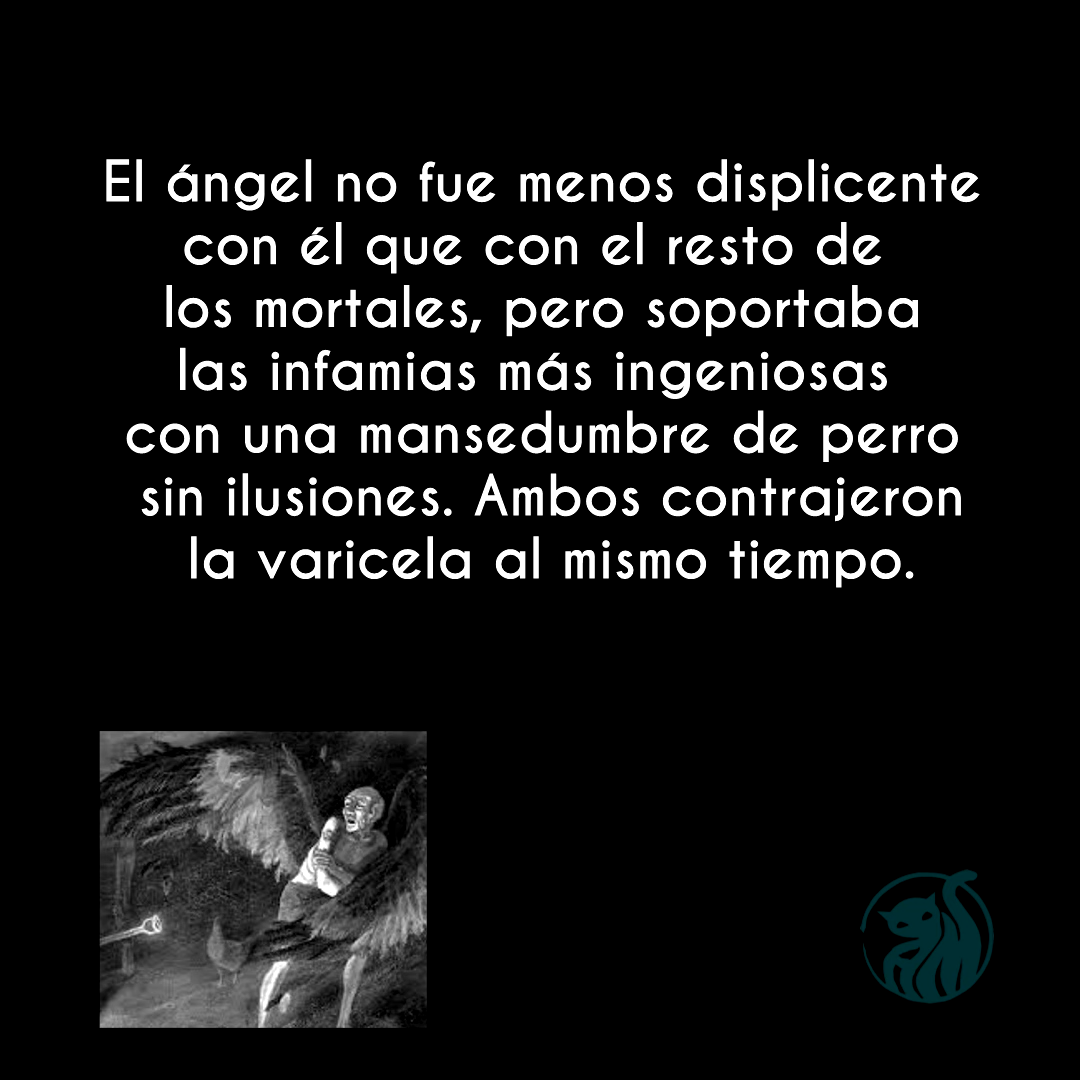 El ángel no fue menos displicente
con él que con el resto de
los mortales, pero soportaba
las infamias más ingeniosas
con una mansedumbre de perro
sin ilusiones. Ambos contrajeron
la varicela al mismo tiempo.